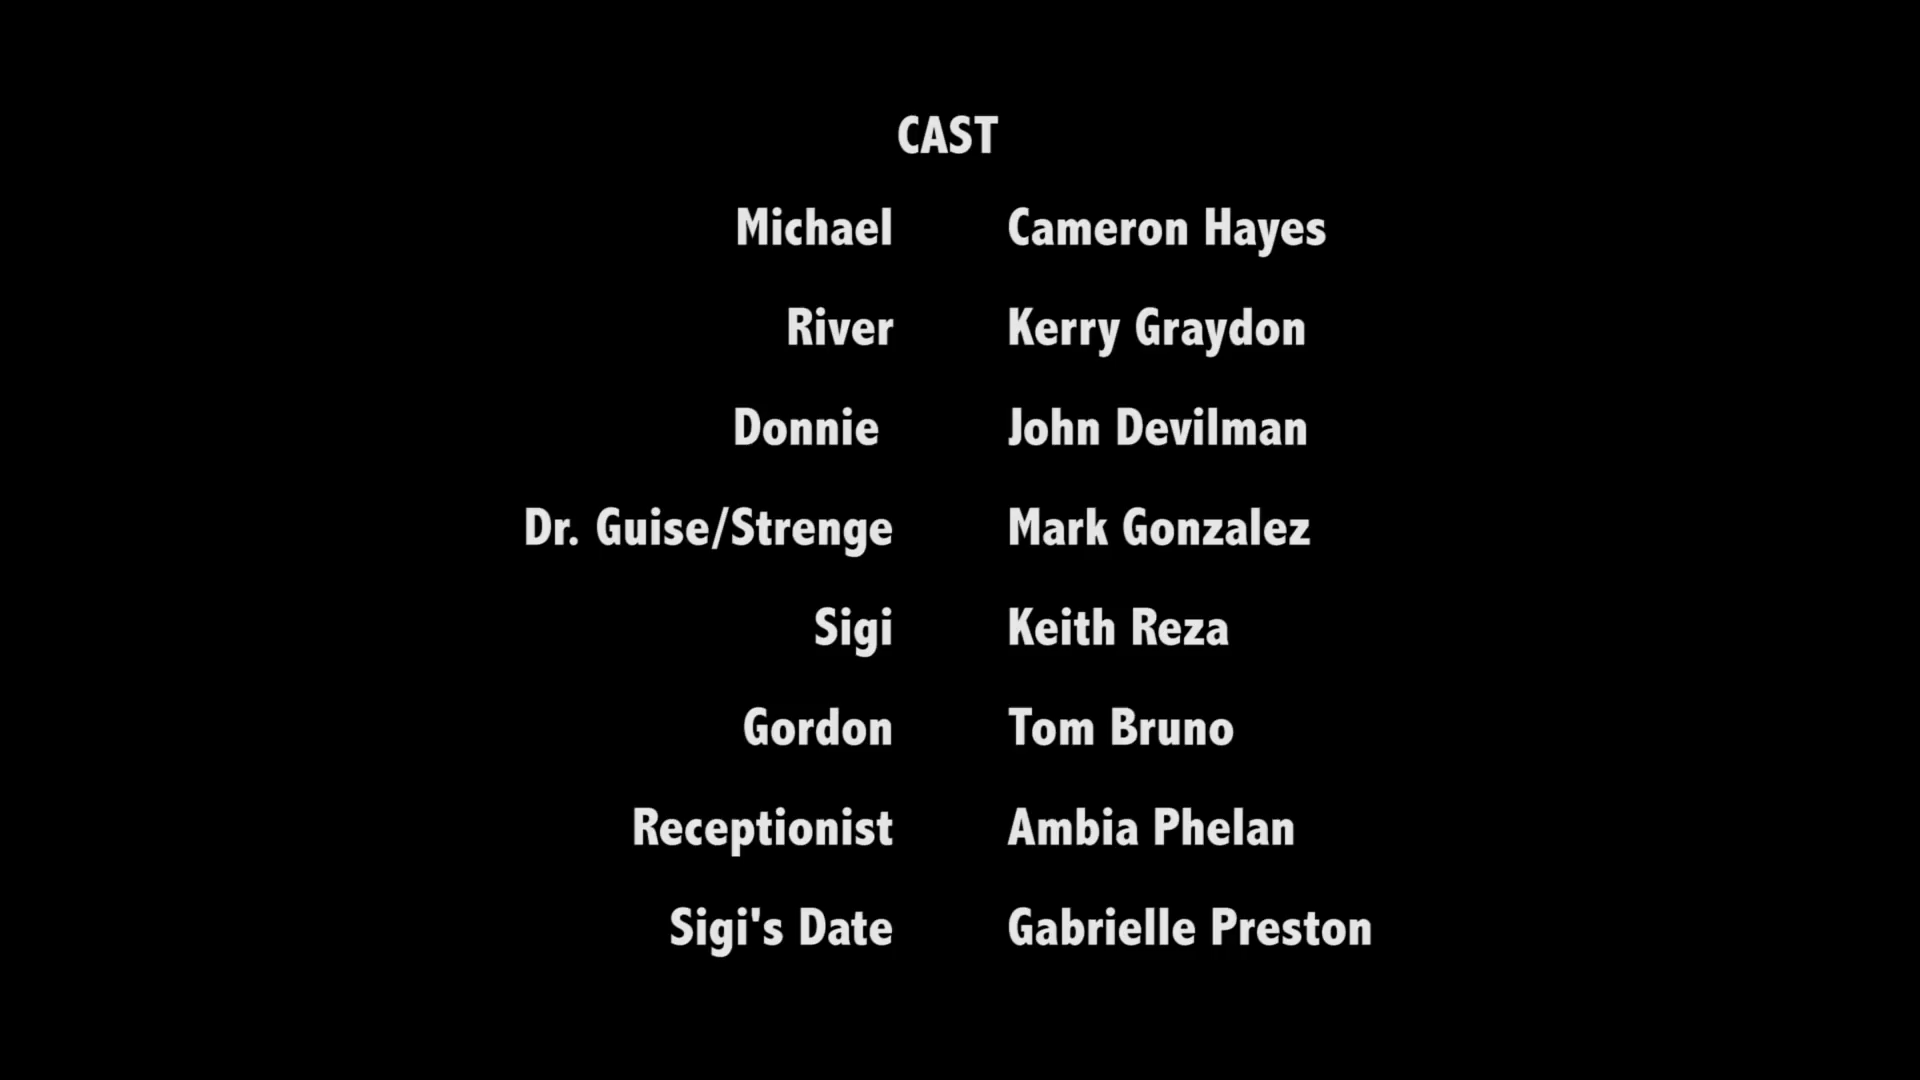 CAST
Michael Cameron Hayes
River Kerry Graydon
Donnie John Devilman
Dr. Guise/Strenge Mark Gonzalez
Sigi Keith Reza
Gordon Tom Bruno
Receptionist Ambia Phelan
Sigi's Date Gabrielle Preston